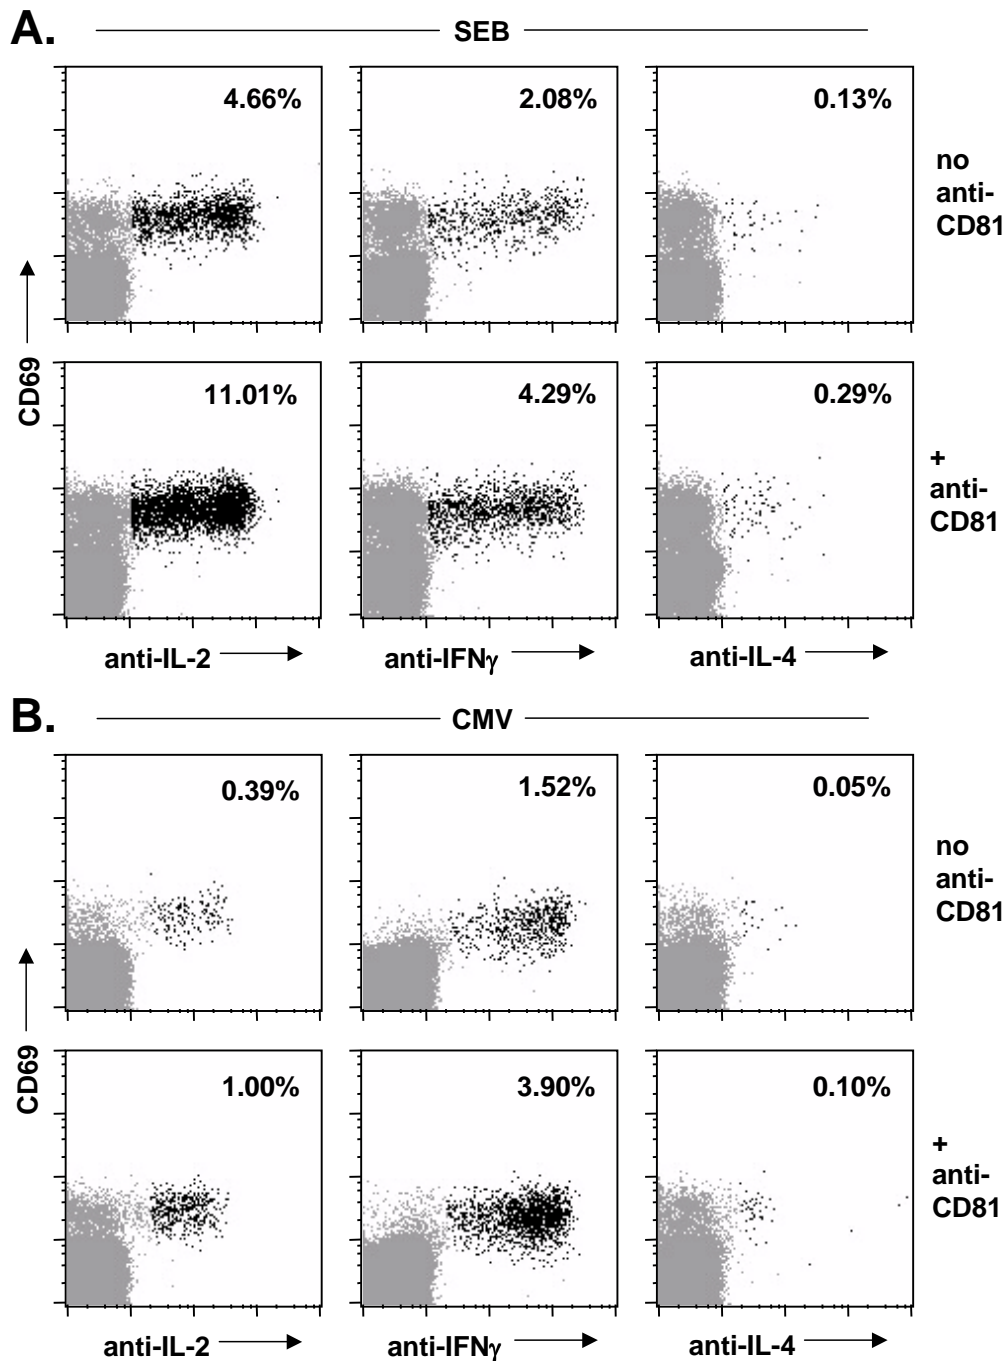 A.
SEB
4.66%
2.08%
0.13%
no
anti-
CD81
CD69
11.01%
4.29%
0.29%
+
anti-
CD81
anti-IL-2
anti-IFNγ
anti-IL-4
B.
CMV
0.39%
1.52%
0.05%
no
anti-
CD81
CD69
1.00%
3.90%
0.10%
+
anti-
CD81
anti-IL-2
anti-IFNγ
anti-IL-4